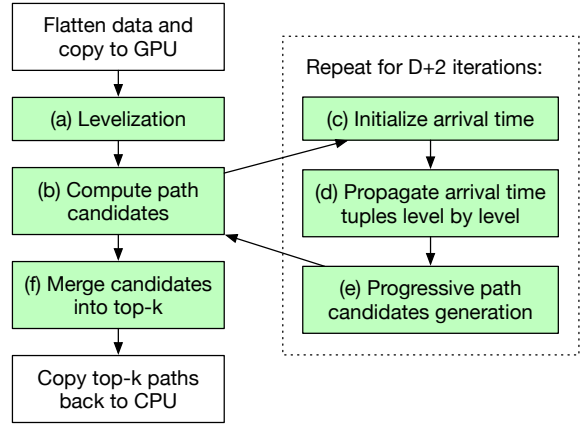 Flatten data and
copy to GPU
(a) Levelization
(b) Compute path
candidates
(f) Merge candidates
into top-k
Copy top-k paths
back to CPU
Repeat for D+2 iterations:
(c) Initialize arrival time
(d) Propagate arrival time
tuples level by level
(e) Progressive path
candidates generation